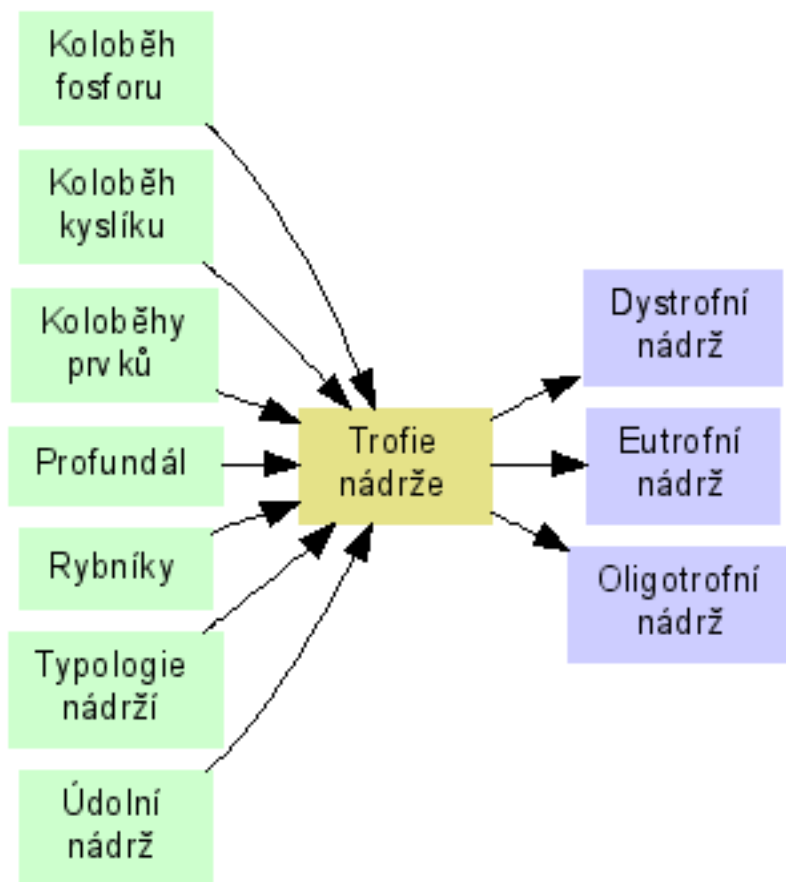 Koloběh
fosforu
Koloběh
kyslíku
Koloběhy
prvků
Profundál
Rybníky
Typologie
nádrží
Údolní
nádrž
Trofie
nádrže
Dystrofní
nádrž
Eutrofní
nádrž
Oligotrofní
nádrž